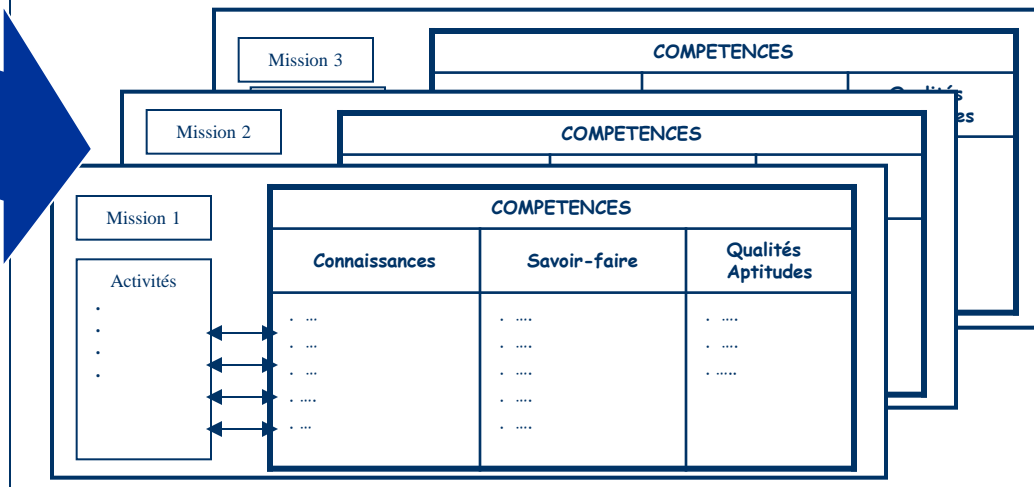 Mission 3
COMPETENCES
Mission 2
COMPETENCES
Mission 1
COMPETENCES
Connaissances
Savoir-faire
Qualités
Aptitudes
Activités
.
.
.
.
. ...
. ...
. ...
. ....
. ...
. ....
. ....
. ....
. ....
. ....
. ....
. ....
. .....